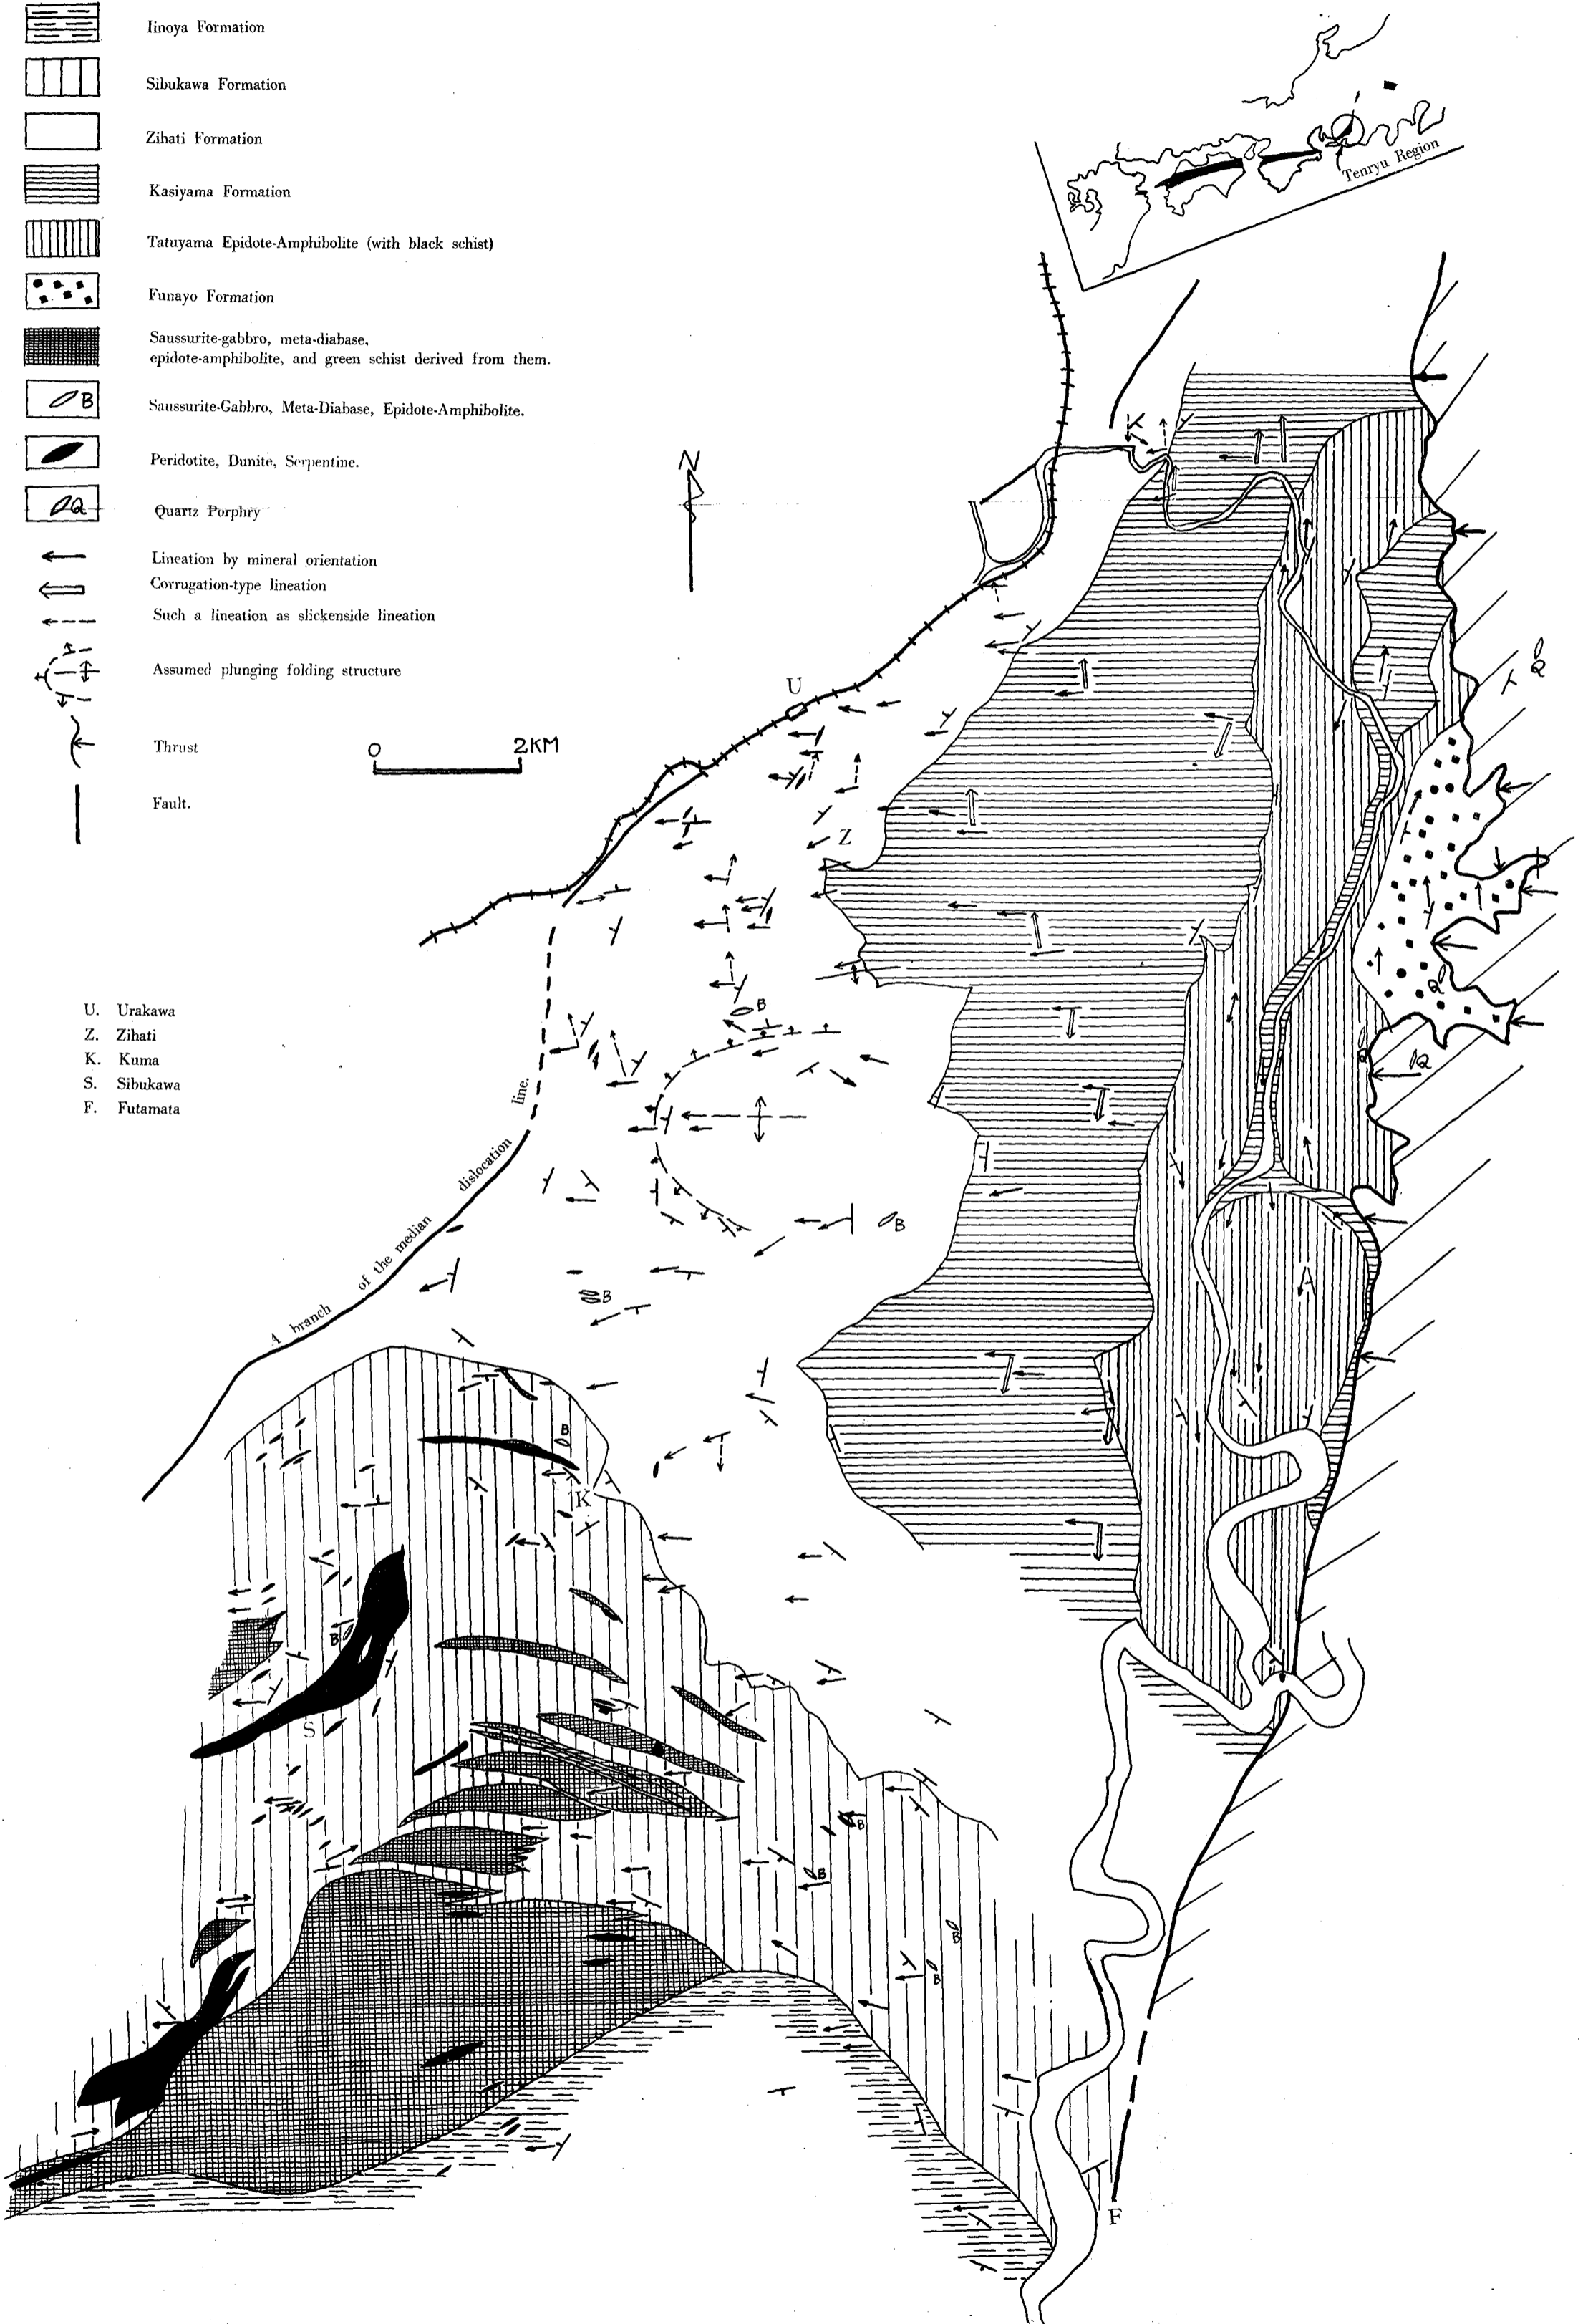 Iinoya Formation
Sibukawa Formation
Zihati Formation
Kasiyama Formation
Tatuyama Epidote-Amphibolite (with black schist)
Funayo Formation
Saussurite-gabbro, meta-diabase,
epidote-amphibolite, and green schist derived from them.
B
Saussurite-Gabbro, Meta-Diabase, Epidote-Amphibolite.
Peridotite, Dunite, Serpentine.
Q
Quartz Porphry
Lineation by mineral orientation
Corrugation-type lineation
Such a lineation as slickenside lineation
Assumed plunging folding structure
Thrust
Fault.
0 2KM
N
Tenryu Region
U. Urakawa
Z. Zihati
K. Kuma
S. Sibukawa
F. Futamata
A branch of the median dislocation line.
U
Z
Q
Q
Q
Q
B
B
B
B
K
B
S
B
B
B
B
F